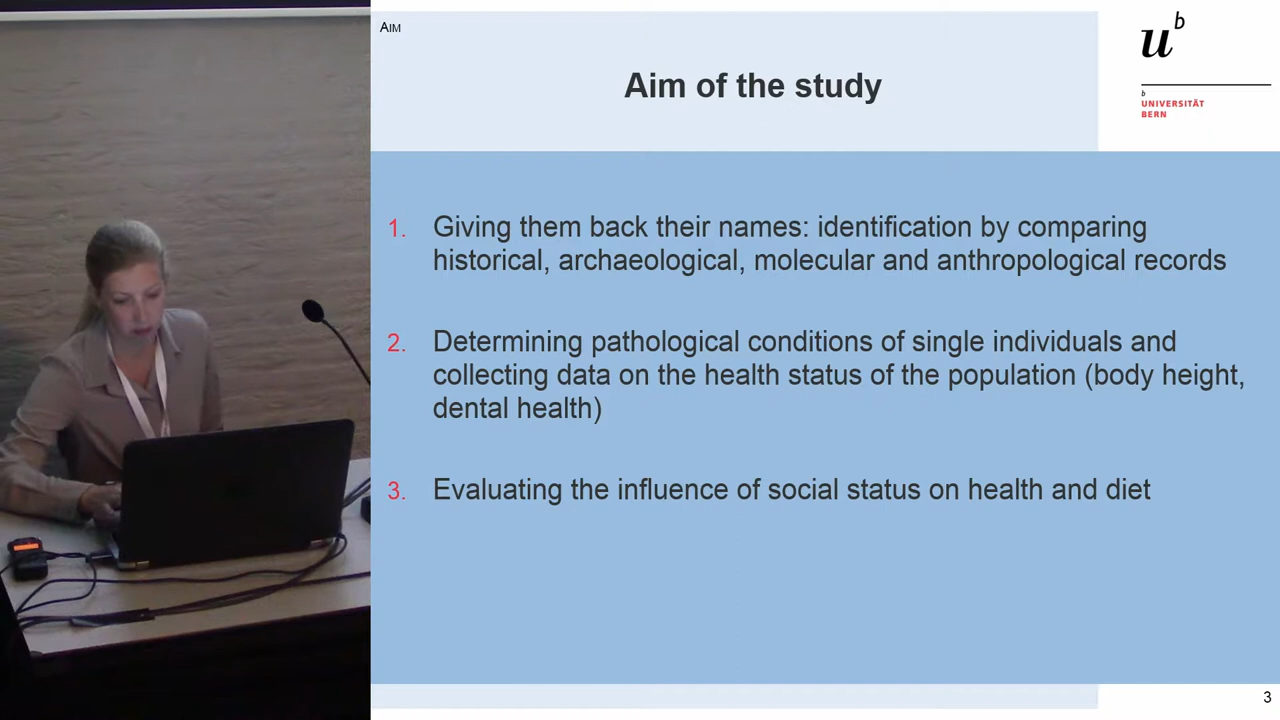 AIM
Aim of the study
u^b
b
UNIVERSITÄT
BERN
1. Giving them back their names: identification by comparing
historical, archaeological, molecular and anthropological records
2. Determining pathological conditions of single individuals and
collecting data on the health status of the population (body height,
dental health)
3. Evaluating the influence of social status on health and diet
3